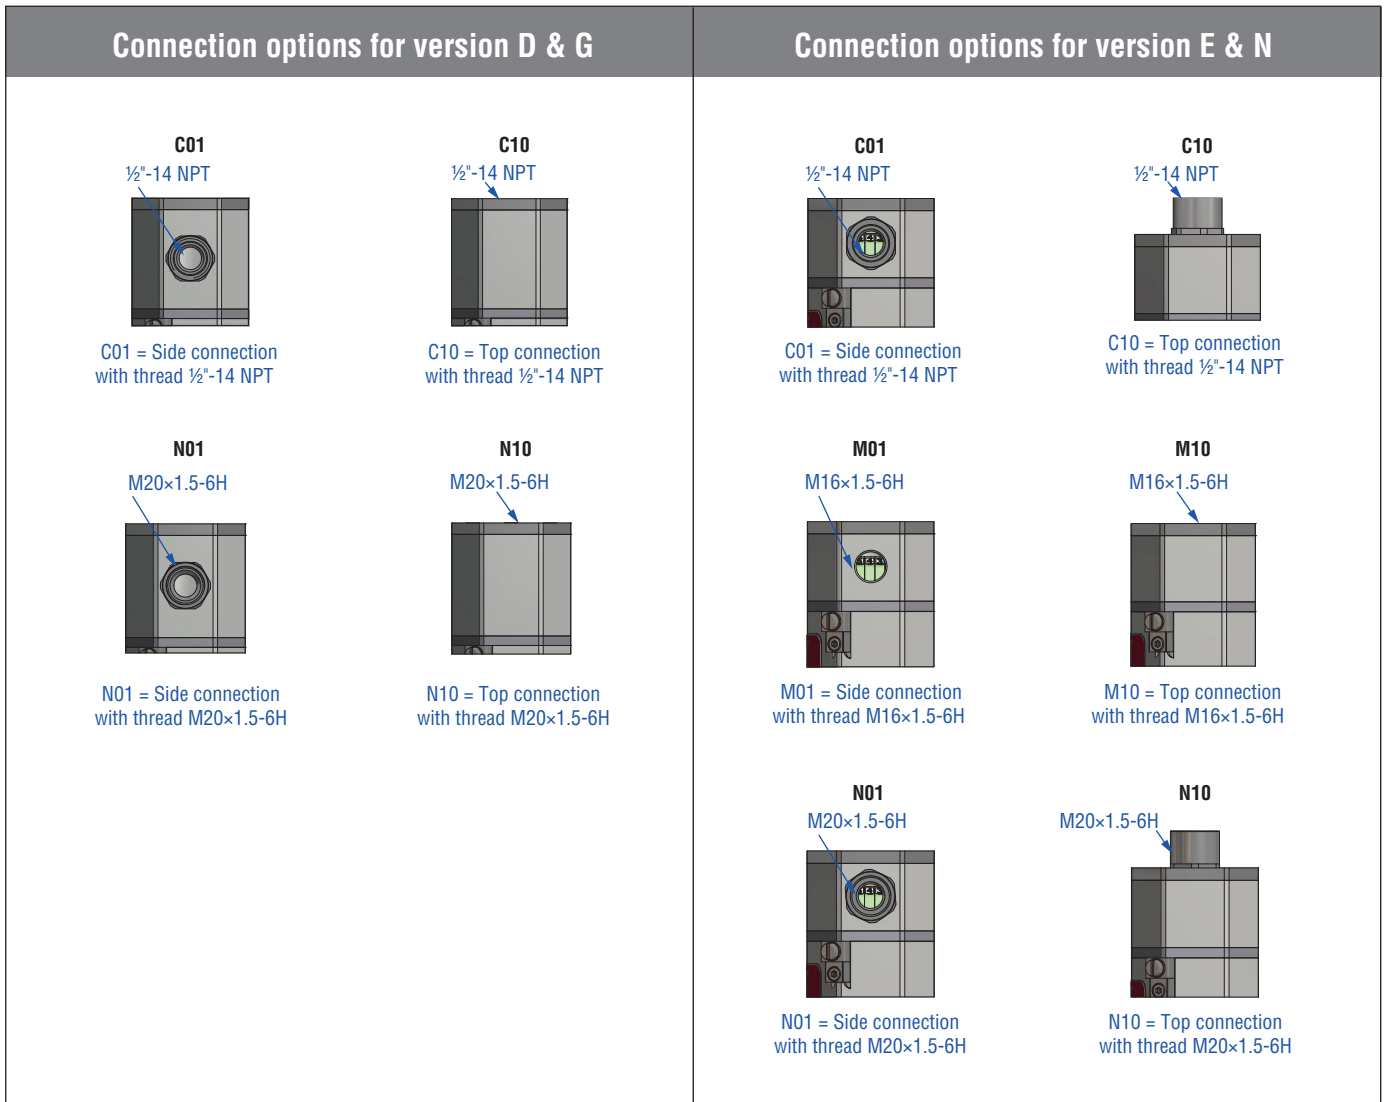 Connection options for version D & G
C01
½"-14 NPT
C10
½"-14 NPT
C01 = Side connection
with thread ½"-14 NPT
C10 = Top connection
with thread ½"-14 NPT
N01
M20×1.5-6H
N10
M20×1.5-6H
N01 = Side connection
with thread M20×1.5-6H
N10 = Top connection
with thread M20×1.5-6H
Connection options for version E & N
C01
½"-14 NPT
C10
½"-14 NPT
C01 = Side connection
with thread ½"-14 NPT
C10 = Top connection
with thread ½"-14 NPT
M01
M16×1.5-6H
M10
M16×1.5-6H
M01 = Side connection
with thread M16×1.5-6H
M10 = Top connection
with thread M16×1.5-6H
N01
M20×1.5-6H
N10
M20×1.5-6H
N01 = Side connection
with thread M20×1.5-6H
N10 = Top connection
with thread M20×1.5-6H